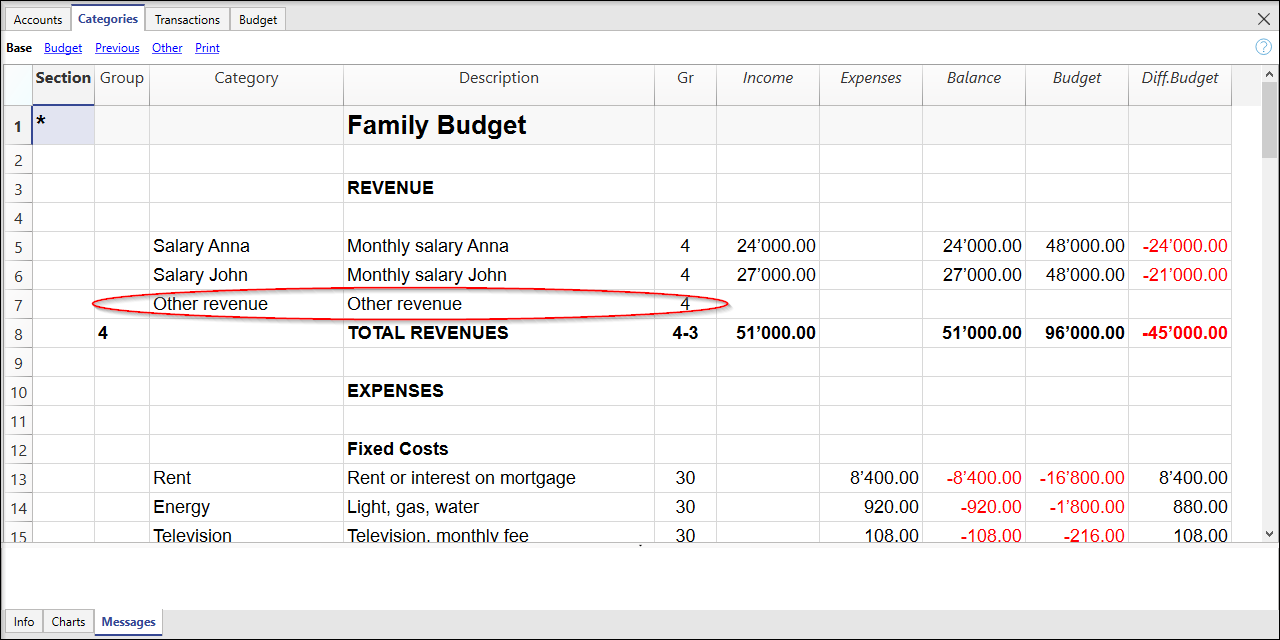 Accounts Categories Transactions Budget
Base Budget Previous Other Print
Section Group Category Description Gr Income Expenses Balance Budget Diff.Budget
1 * Family Budget
2
3 REVENUE
4
5 Salary Anna Monthly salary Anna 4 24’000.00 24’000.00 48’000.00 -24’000.00
6 Salary John Monthly salary John 4 27’000.00 27’000.00 48’000.00 -21’000.00
7 Other revenue Other revenue 4
8 4 TOTAL REVENUES 4-3 51’000.00 51’000.00 96’000.00 -45’000.00
9
10 EXPENSES
11
12 Fixed Costs
13 Rent Rent or interest on mortgage 30 8’400.00 -8’400.00 -16’800.00 8’400.00
14 Energy Light, gas, water 30 920.00 -920.00 -1’800.00 880.00
15 Television Television, monthly fee 30 108.00 -108.00 -216.00 108.00
Info Charts Messages